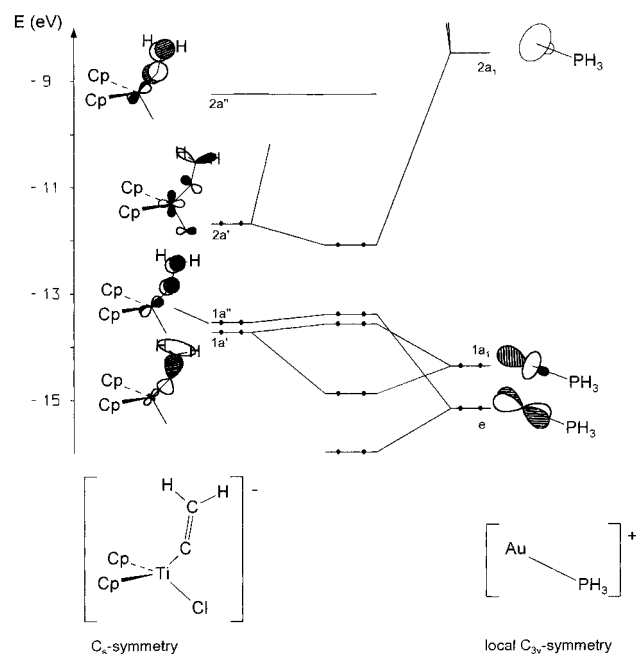 E (eV)
- 9
- 11
- 13
- 15
H H
Cp
Cp
2a"
2a₁
PH₃
H H
Cp
Cp
2a'
H H
Cp
Cp
1a"
1a'
H H
Cp
Cp
1a₁
PH₃
e
PH₃
H H
C
C
Cp
Cp
Ti
Cl
-
Au
PH₃
+
Cₛ-symmetry
local C₃ᵥ-symmetry